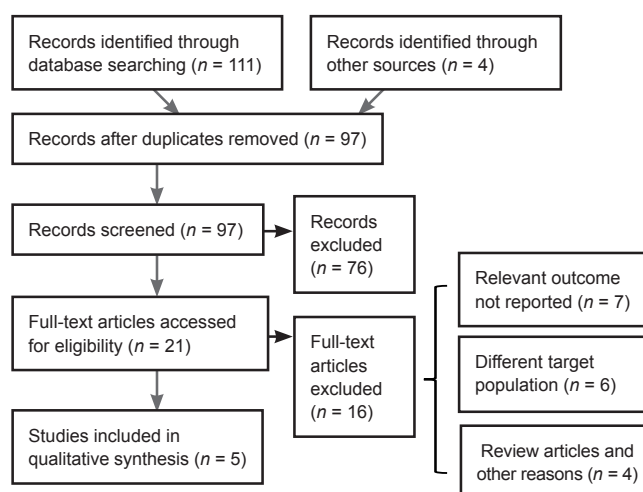 Records identified through
database searching (n = 111)
Records identified through
other sources (n = 4)
Records after duplicates removed (n = 97)
Records screened (n = 97)
Records
excluded
(n = 76)
Full-text articles accessed
for eligibility (n = 21)
Full-text
articles
excluded
(n = 16)
Relevant outcome
not reported (n = 7)
Different target
population (n = 6)
Review articles and
other reasons (n = 4)
Studies included in
qualitative synthesis (n = 5)